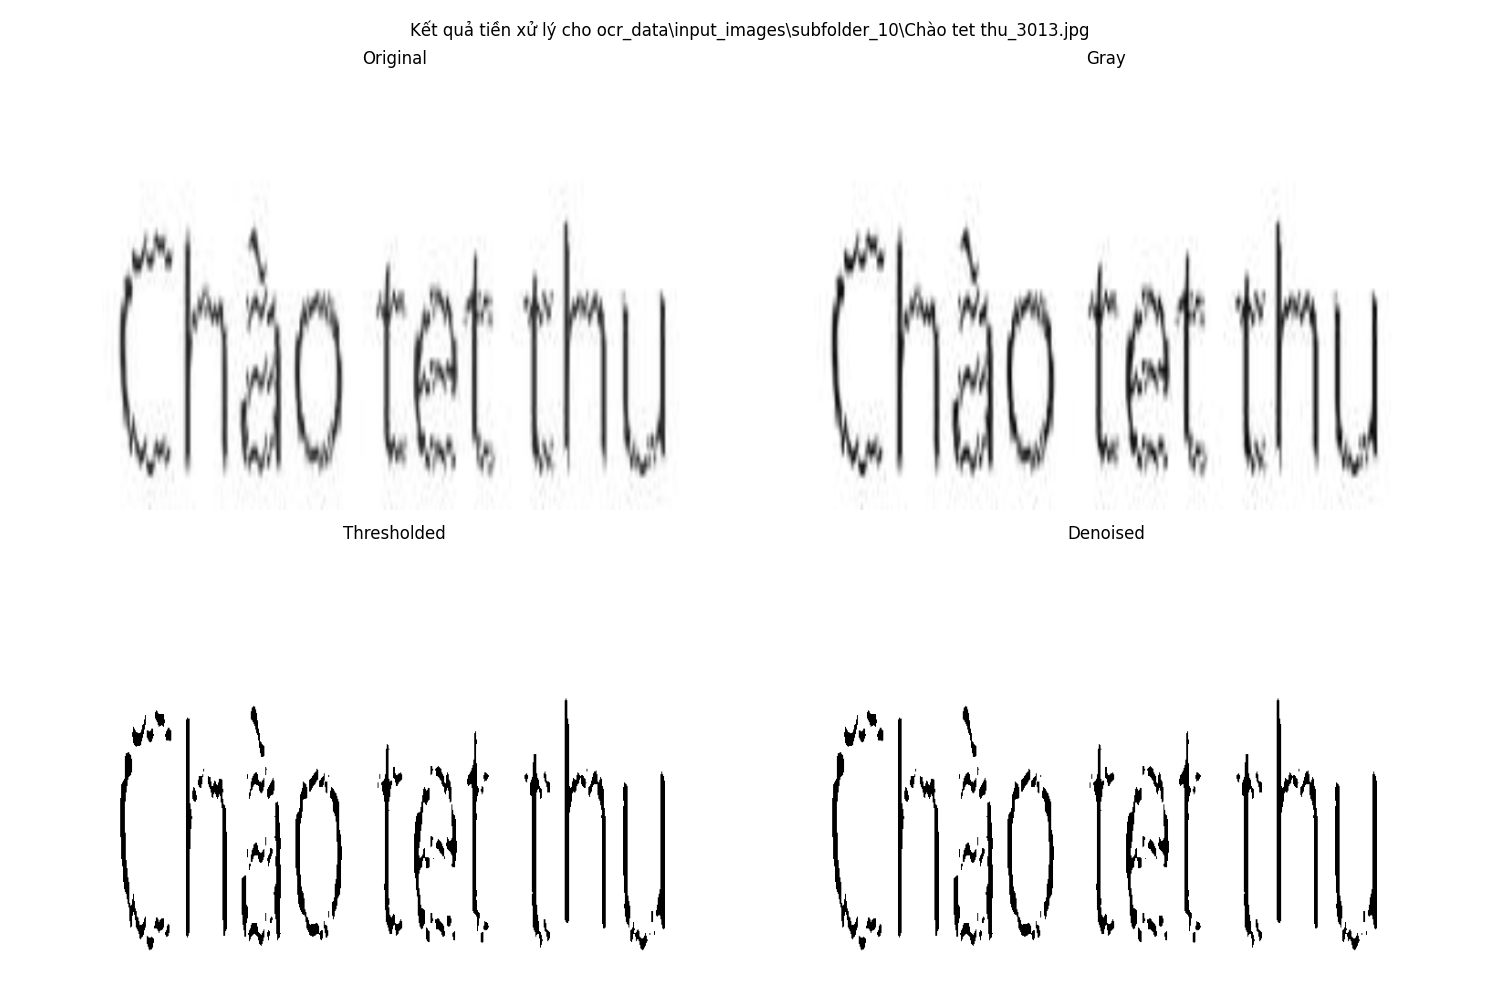 Kết quả tiền xử lý cho ocr_data\input_images\subfolder_10\Chào tet thu_3013.jpg
Original
Gray
Chào tet thu
Chào tet thu
Thresholded
Denoised
Chào tet thu
Chào tet thu